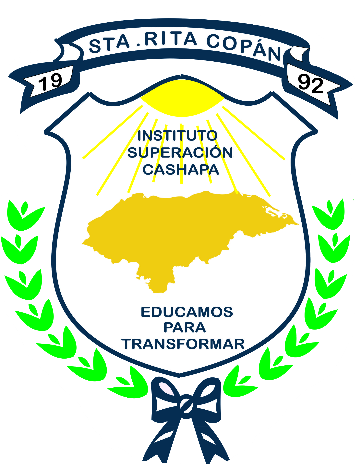 STA .RITA COPÁN
19 92
INSTITUTO
SUPERACIÓN
CASHAPA
EDUCAMOS
PARA
TRANSFORMAR